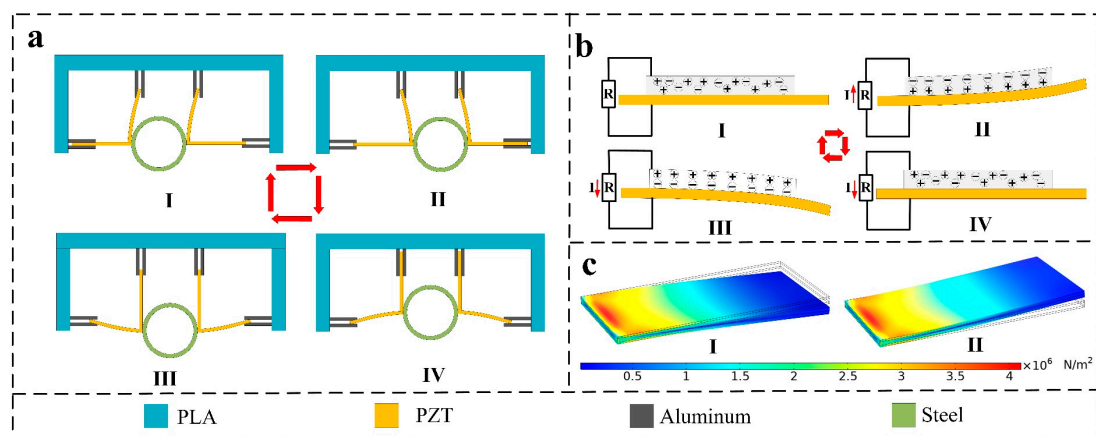 a
I
II
III
IV
b
R
I
R
I
II
R
I
III
R
I
IV
c
I
II
0.5 1 1.5 2 2.5 3 3.5 4 ×10⁶ N/m²
PLA PZT Aluminum Steel